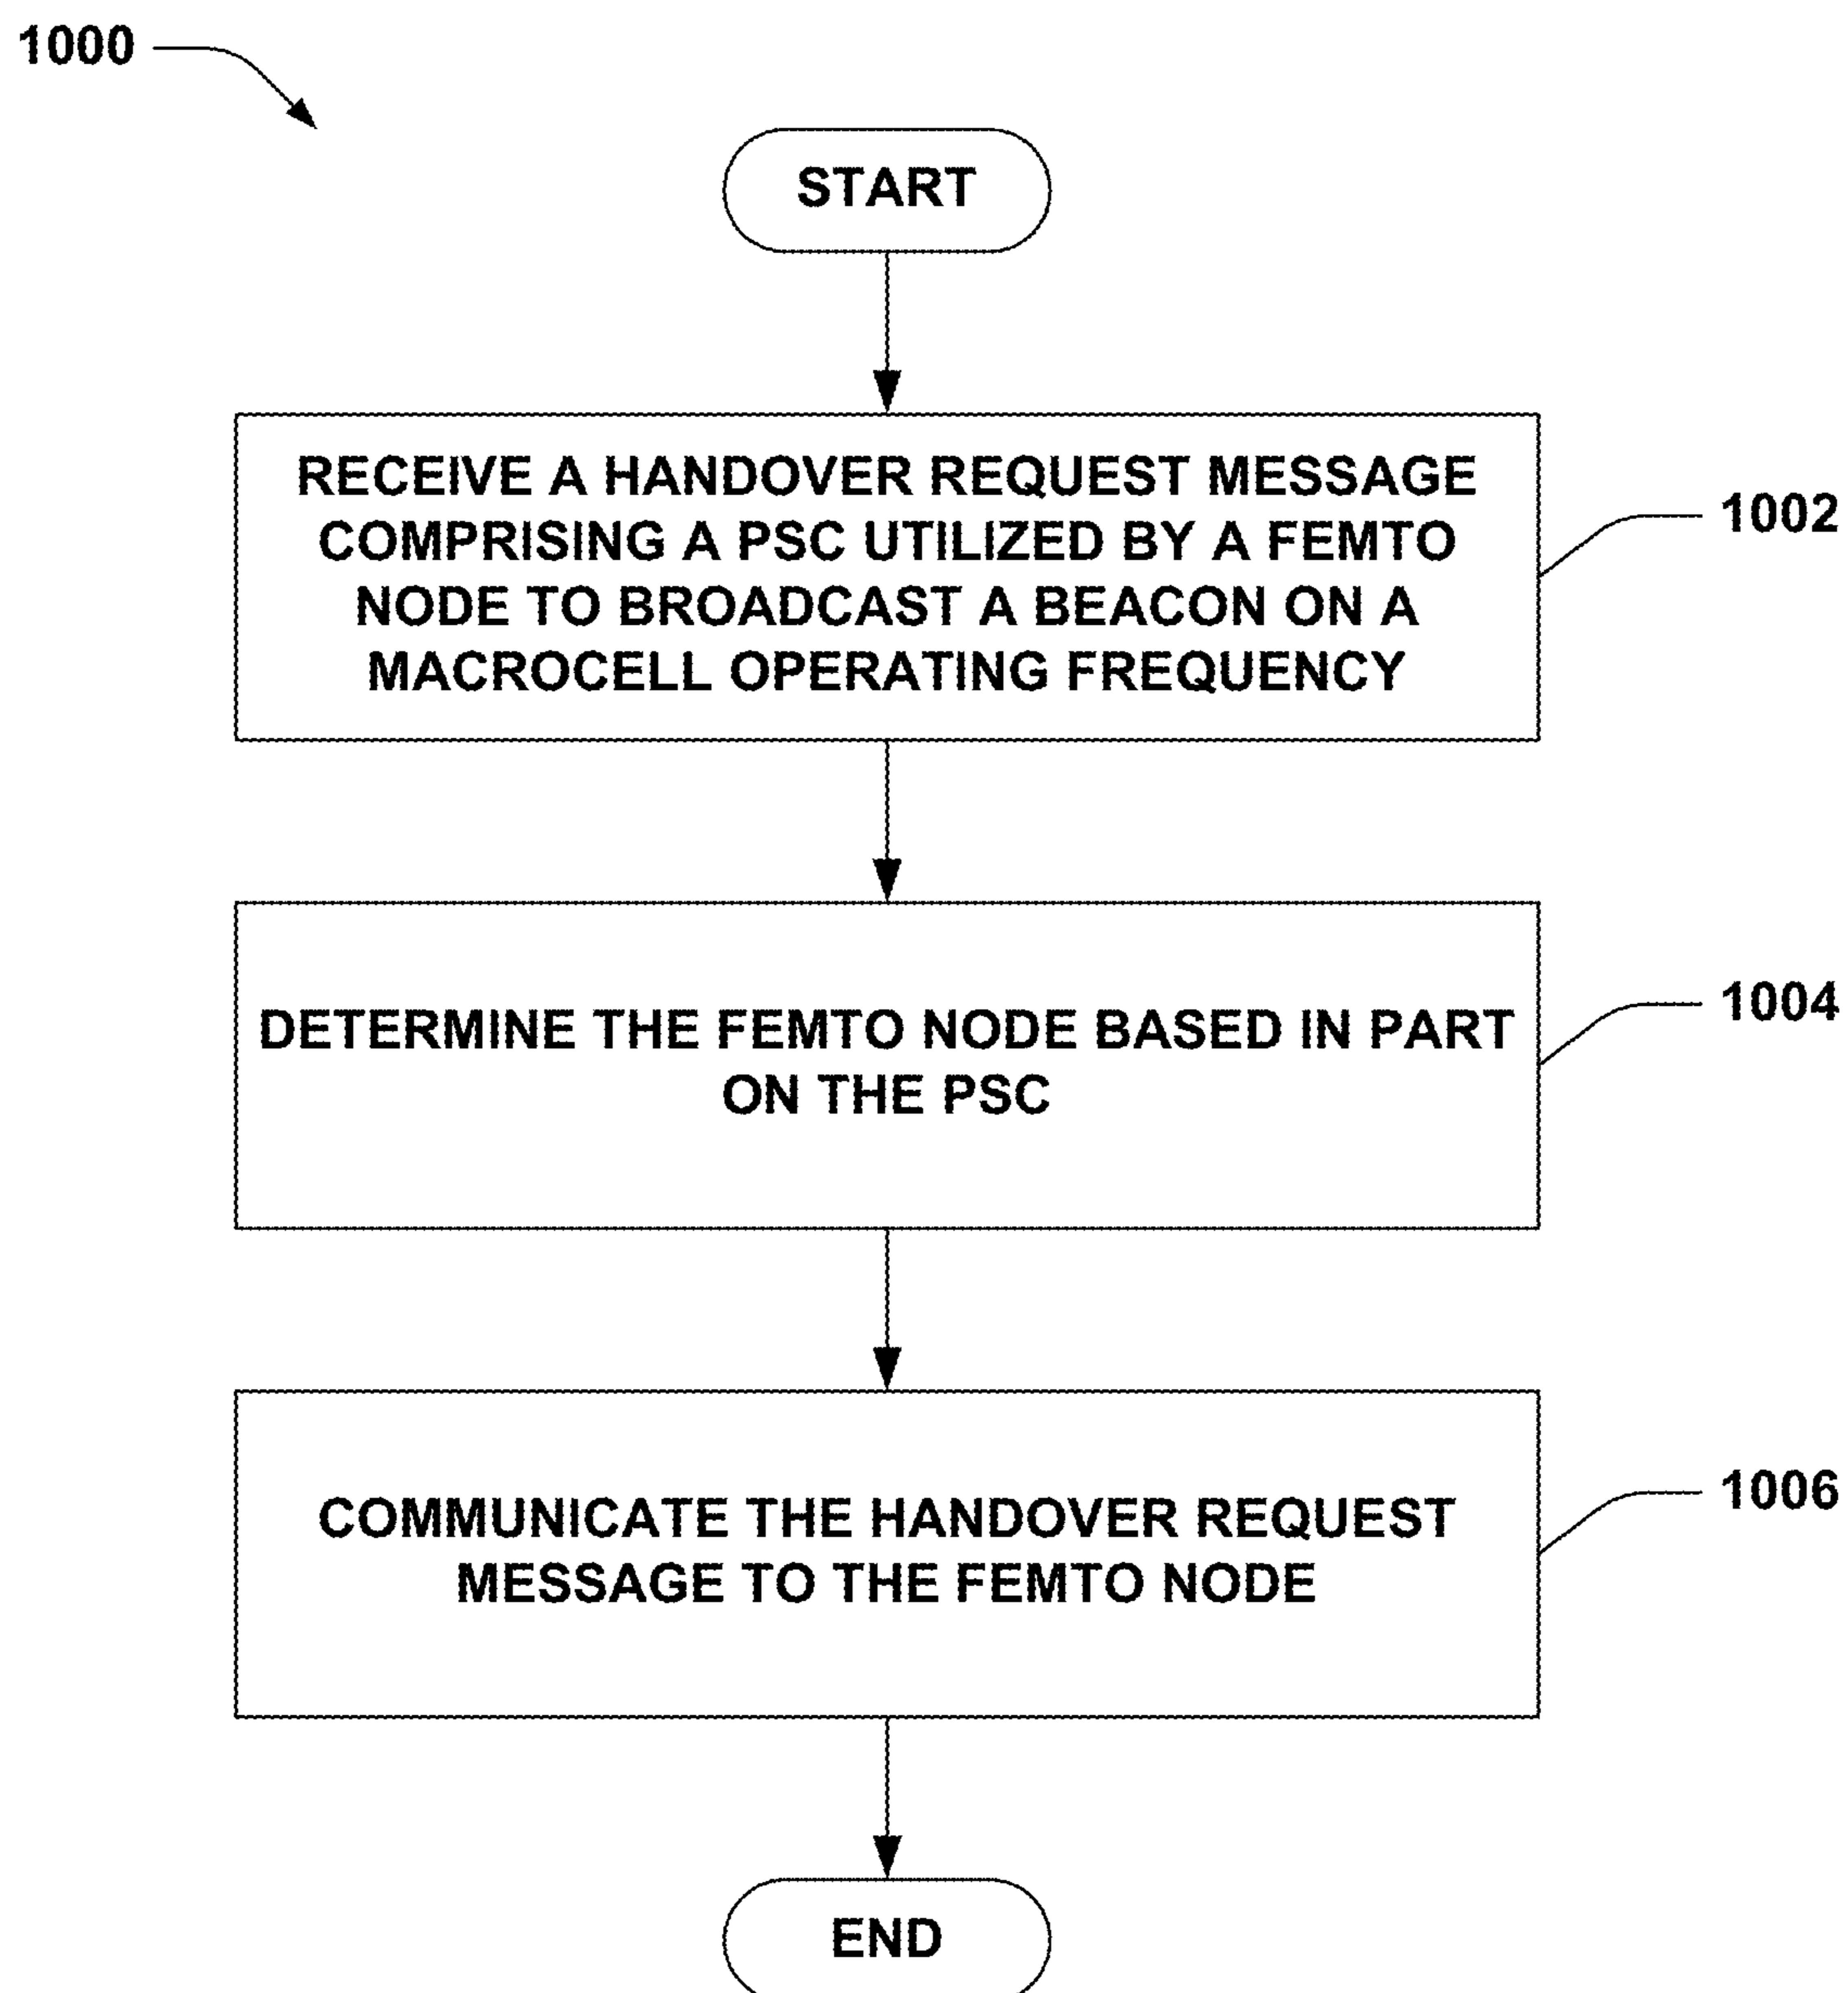 1000
START
RECEIVE A HANDOVER REQUEST MESSAGE
COMPRISING A PSC UTILIZED BY A FEMTO
NODE TO BROADCAST A BEACON ON A
MACROCELL OPERATING FREQUENCY
1002
DETERMINE THE FEMTO NODE BASED IN PART
ON THE PSC
1004
COMMUNICATE THE HANDOVER REQUEST
MESSAGE TO THE FEMTO NODE
1006
END